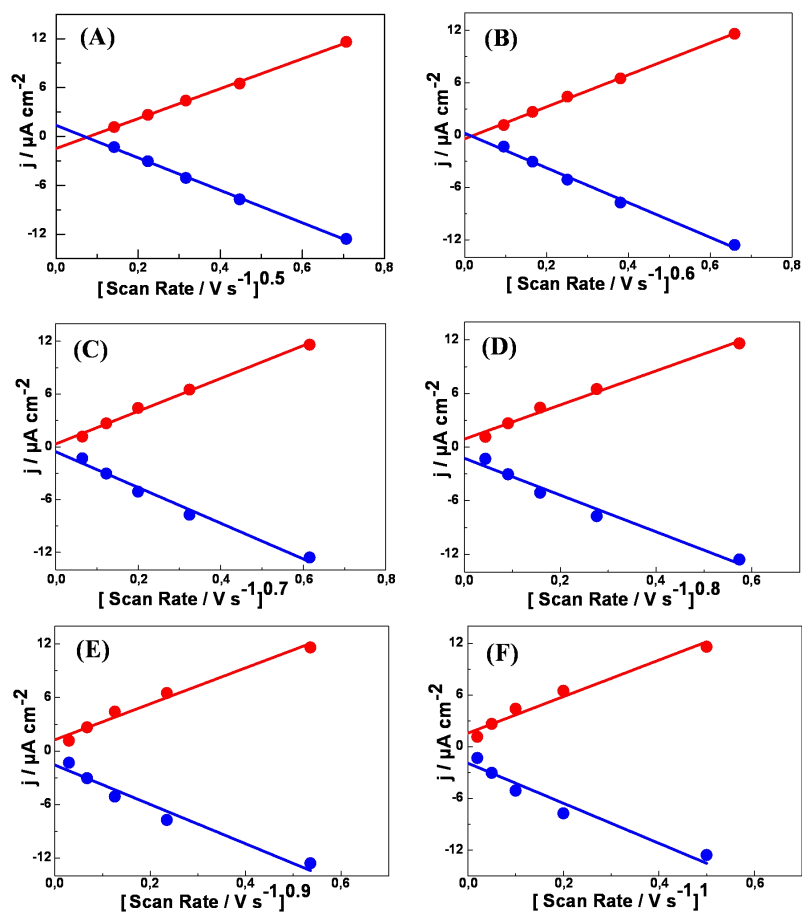 (A)
12
6
0
-6
-12
j / µA cm-2
0,0 0,2 0,4 0,6 0,8
[ Scan Rate / V s-1]0.5
(B)
12
6
0
-6
-12
j / µA cm-2
0,0 0,2 0,4 0,6 0,8
[ Scan Rate / V s-1]0.6
(C)
12
6
0
-6
-12
j / µA cm-2
0,0 0,2 0,4 0,6 0,8
[ Scan Rate / V s-1]0.7
(D)
12
6
0
-6
-12
j / µA cm-2
0,0 0,2 0,4 0,6
[ Scan Rate / V s-1]0.8
(E)
12
6
0
-6
-12
j / µA cm-2
0,0 0,2 0,4 0,6
[ Scan Rate / V s-1]0.9
(F)
12
6
0
-6
-12
j / µA cm-2
0,0 0,2 0,4 0,6
[ Scan Rate / V s-1]1